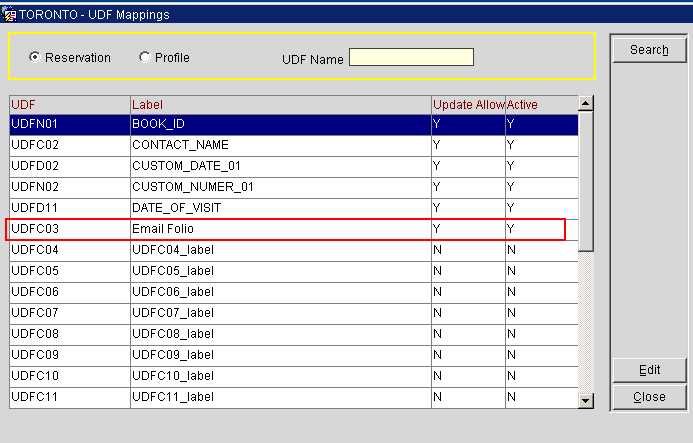 TORONTO - UDF Mappings
Reservation Profile UDF Name Search
UDF Label Update Allow Active
UDFN01 BOOK_ID Y Y
UDFC02 CONTACT_NAME Y Y
UDFD02 CUSTOM_DATE_01 Y Y
UDFN02 CUSTOM_NUMER_01 Y Y
UDFD11 DATE_OF_VISIT Y Y
UDFC03 Email Folio Y Y
UDFC04 UDFC04_label N N
UDFC05 UDFC05_label N N
UDFC06 UDFC06_label N N
UDFC07 UDFC07_label N N
UDFC08 UDFC08_label N N
UDFC09 UDFC09_label N N
UDFC10 UDFC10_label N N
UDFC11 UDFC11_label N N
Edit
Close